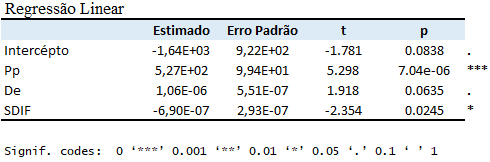 Regressão Linear
Estimado Erro Padrão t p
Intercépto -1,64E+03 9,22E+02 -1.781 0.0838 .
Pp 5,27E+02 9,94E+01 5.298 7.04e-06 ***
De 1,06E-06 5,51E-07 1.918 0.0635 .
SDIF -6,90E-07 2,93E-07 -2.354 0.0245 *
Signif. codes: 0 ‘***’ 0.001 ‘**’ 0.01 ‘*’ 0.05 ‘.’ 0.1 ‘ ’ 1